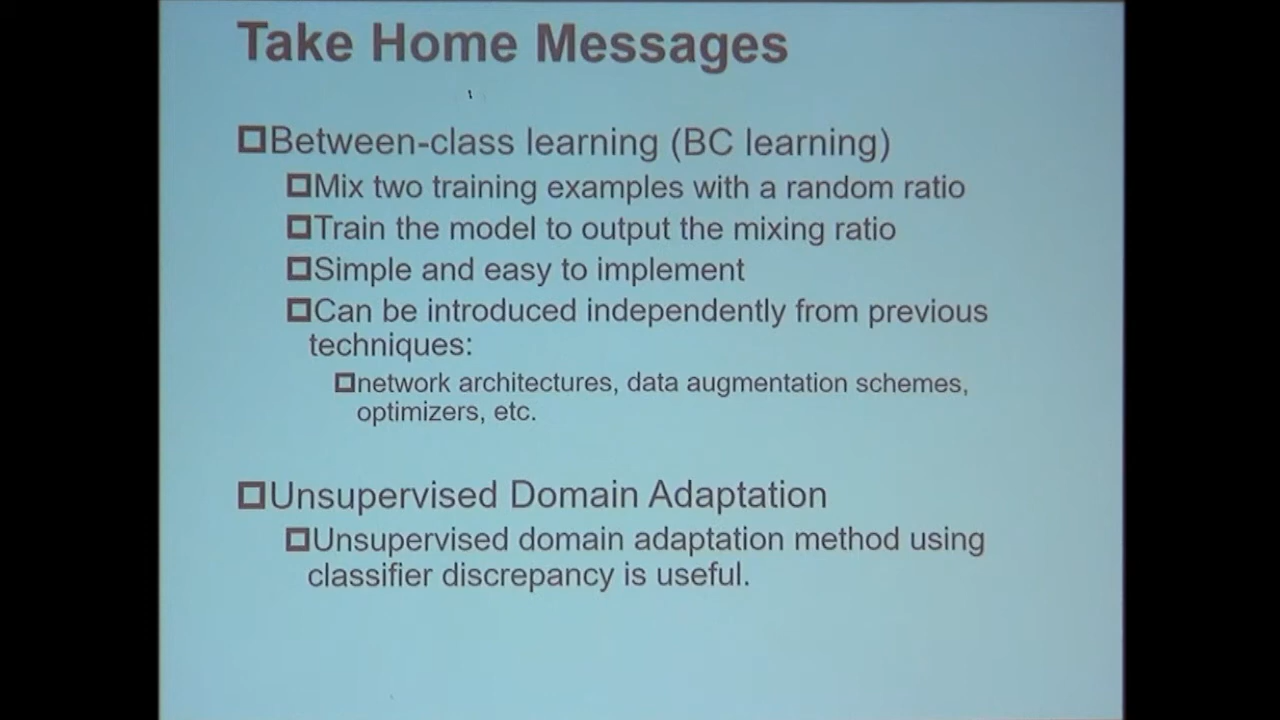 Take Home Messages
Between-class learning (BC learning)
Mix two training examples with a random ratio
Train the model to output the mixing ratio
Simple and easy to implement
Can be introduced independently from previous
techniques:
network architectures, data augmentation schemes,
optimizers, etc.
Unsupervised Domain Adaptation
Unsupervised domain adaptation method using
classifier discrepancy is useful.